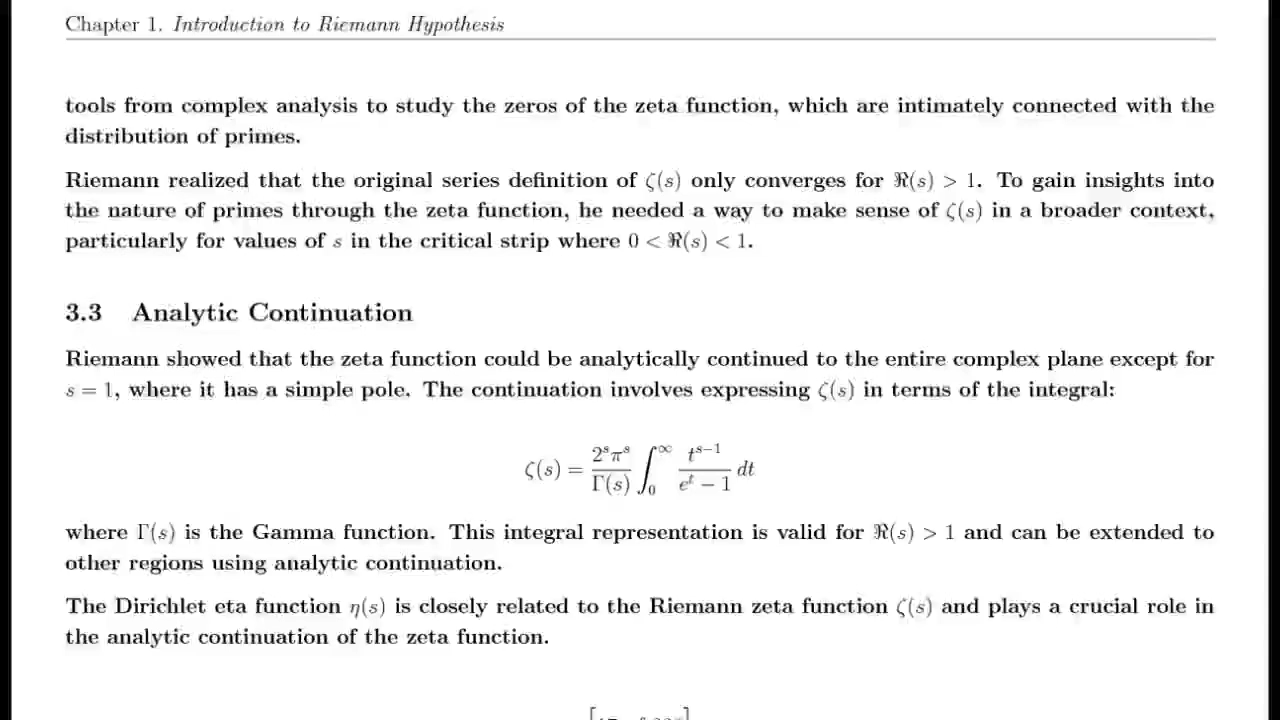 Chapter 1. Introduction to Riemann Hypothesis
tools from complex analysis to study the zeros of the zeta function, which are intimately connected with the
distribution of primes.
Riemann realized that the original series definition of ζ(s) only converges for ℜ(s) > 1. To gain insights into
the nature of primes through the zeta function, he needed a way to make sense of ζ(s) in a broader context,
particularly for values of s in the critical strip where 0 < ℜ(s) < 1.
3.3 Analytic Continuation
Riemann showed that the zeta function could be analytically continued to the entire complex plane except for
s = 1, where it has a simple pole. The continuation involves expressing ζ(s) in terms of the integral:
ζ(s) = \frac{2^s π^s}{Γ(s)} \int_0^∞ \frac{t^{s−1}}{e^t − 1} dt
where Γ(s) is the Gamma function. This integral representation is valid for ℜ(s) > 1 and can be extended to
other regions using analytic continuation.
The Dirichlet eta function η(s) is closely related to the Riemann zeta function ζ(s) and plays a crucial role in
the analytic continuation of the zeta function.